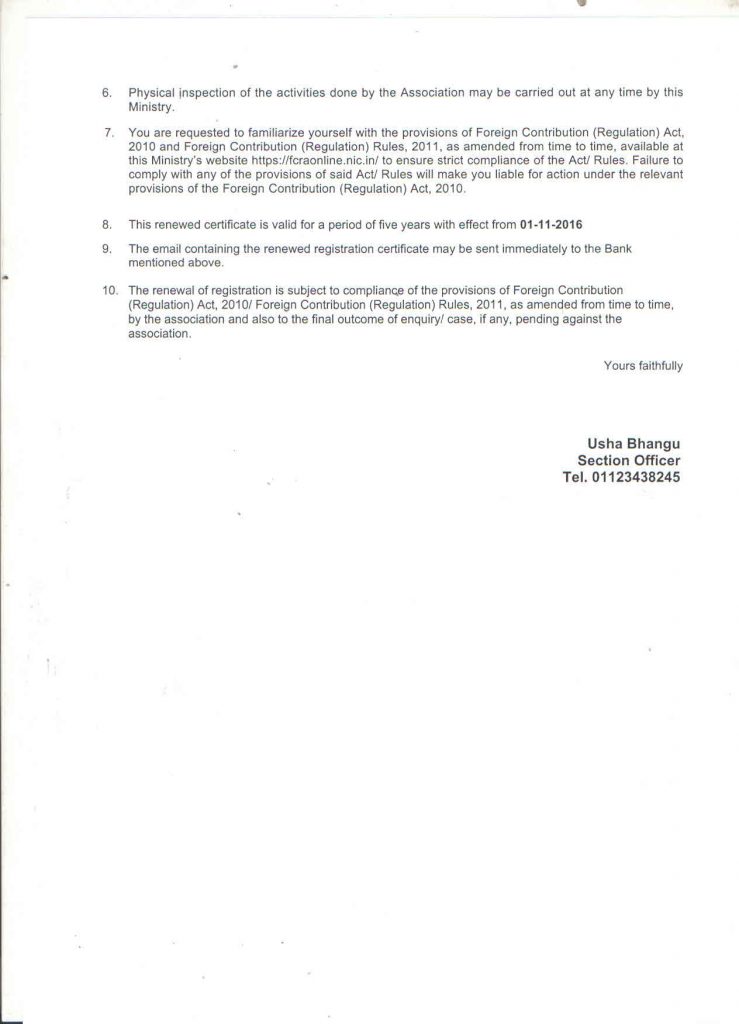 6. Physical inspection of the activities done by the Association may be carried out at any time by this
Ministry.
7. You are requested to familiarize yourself with the provisions of Foreign Contribution (Regulation) Act,
2010 and Foreign Contribution (Regulation) Rules, 2011, as amended from time to time, available at
this Ministry's website https://fcraonline.nic.in/ to ensure strict compliance of the Act/ Rules. Failure to
comply with any of the provisions of said Act/ Rules will make you liable for action under the relevant
provisions of the Foreign Contribution (Regulation) Act, 2010.
8. This renewed certificate is valid for a period of five years with effect from 01-11-2016
9. The email containing the renewed registration certificate may be sent immediately to the Bank
mentioned above.
10. The renewal of registration is subject to compliance of the provisions of Foreign Contribution
(Regulation) Act, 2010/ Foreign Contribution (Regulation) Rules, 2011, as amended from time to time,
by the association and also to the final outcome of enquiry/ case, if any, pending against the
association.
Yours faithfully
Usha Bhangu
Section Officer
Tel. 01123438245